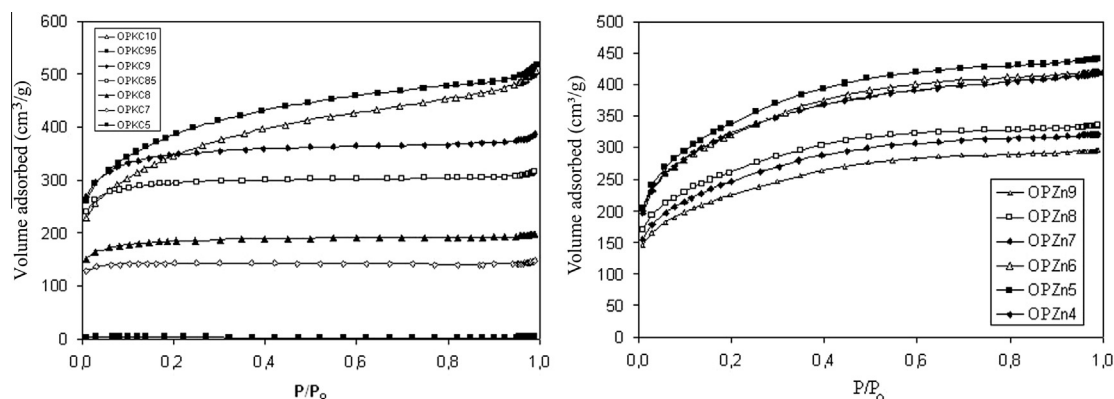 600
500
400
300
200
100
0
Volume adsorbed (cm³/g)
OPKC10
OPKC95
OPKC9
OPKC85
OPKC8
OPKC7
OPKC5
0,0 0,2 0,4 0,6 0,8 1,0
P/Po
500
450
400
350
300
250
200
150
100
50
0
Volume adsorbed (cm³/g)
OPZn9
OPZn8
OPZn7
OPZn6
OPZn5
OPZn4
0,0 0,2 0,4 0,6 0,8 1,0
P/Po